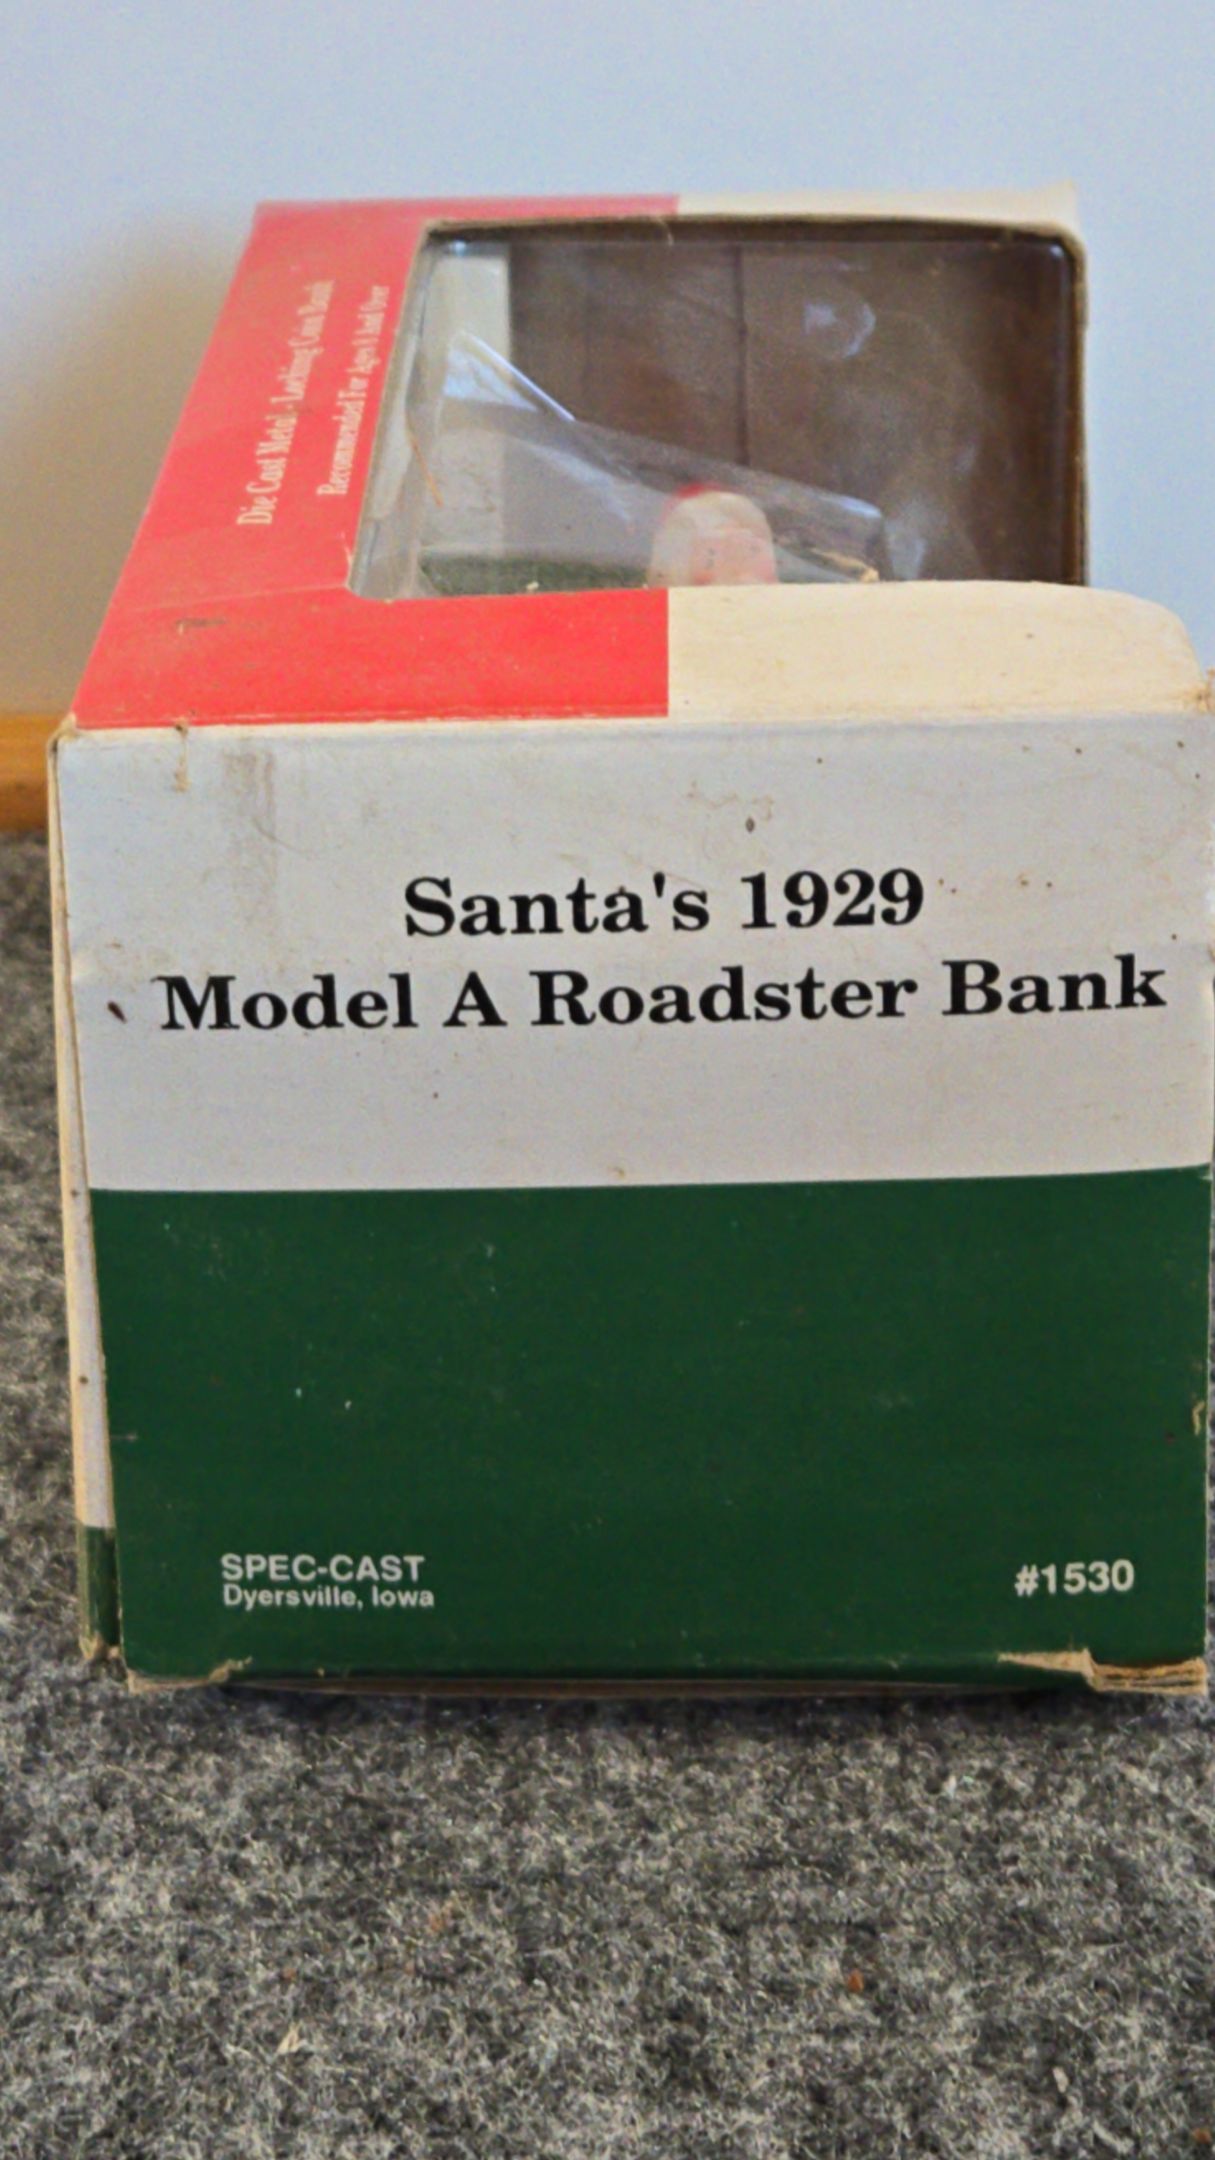 Die Cast Metal - Locking Coin Bank
Recommended For Ages 8 And Over
Santa's 1929
Model A Roadster Bank
SPEC-CAST
Dyersville, Iowa
#1530